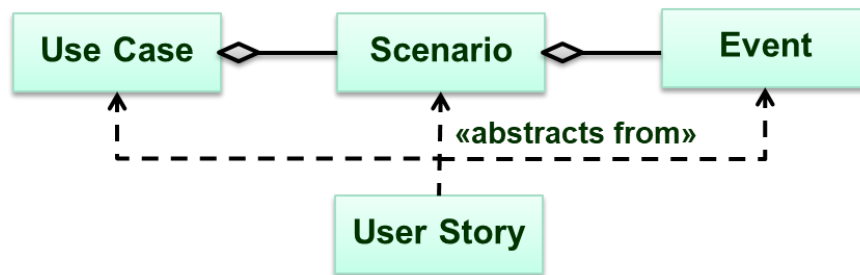 Use Case
Scenario
Event
«abstracts from»
User Story